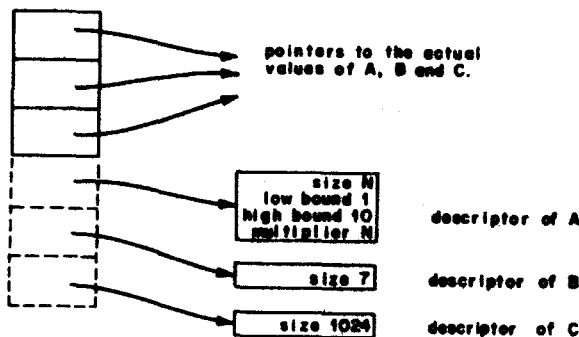 pointers to the actual
values of A, B and C.
size N
low bound 1
high bound 10
multiplier N
descriptor of A
size 7
descriptor of B
size 1024
descriptor of C